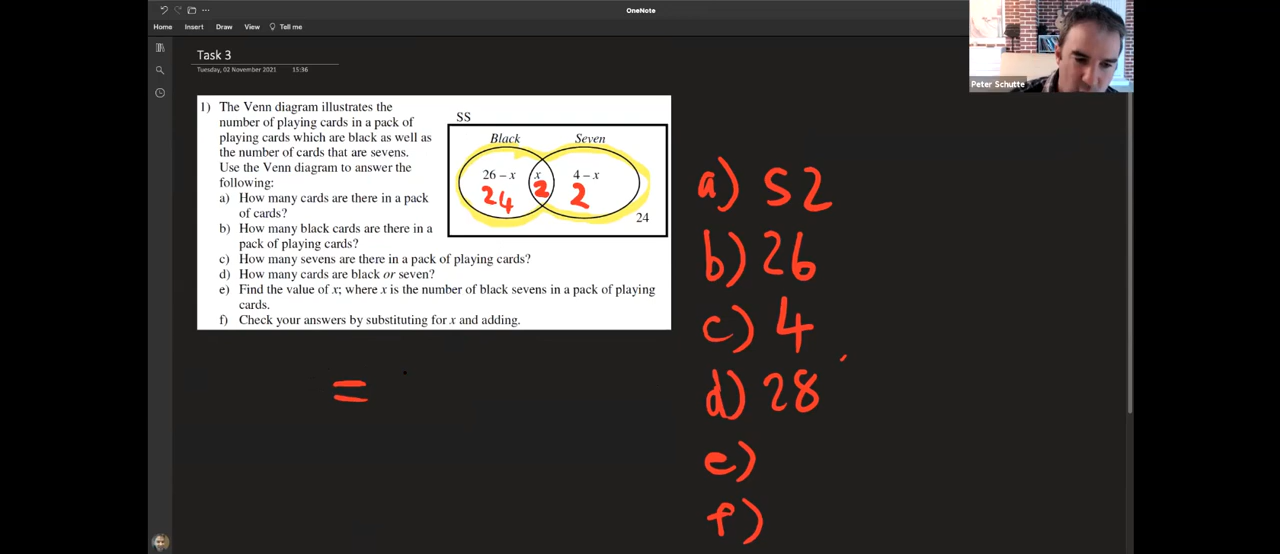 OneNote
Home Insert Draw View Tell me
Task 3
Tuesday, 02 November 2021 15:36
1) The Venn diagram illustrates the
number of playing cards in a pack of
playing cards which are black as well as
the number of cards that are sevens.
Use the Venn diagram to answer the
following:
a) How many cards are there in a pack
of cards?
b) How many black cards are there in a
pack of playing cards?
c) How many sevens are there in a pack of playing cards?
d) How many cards are black or seven?
e) Find the value of x; where x is the number of black sevens in a pack of playing
cards.
f) Check your answers by substituting for x and adding.
SS
Black Seven
26 – x x 4 – x
24 2 2
24
=
a) 52
b) 26
c) 4
d) 28
e)
f)
Peter Schutte